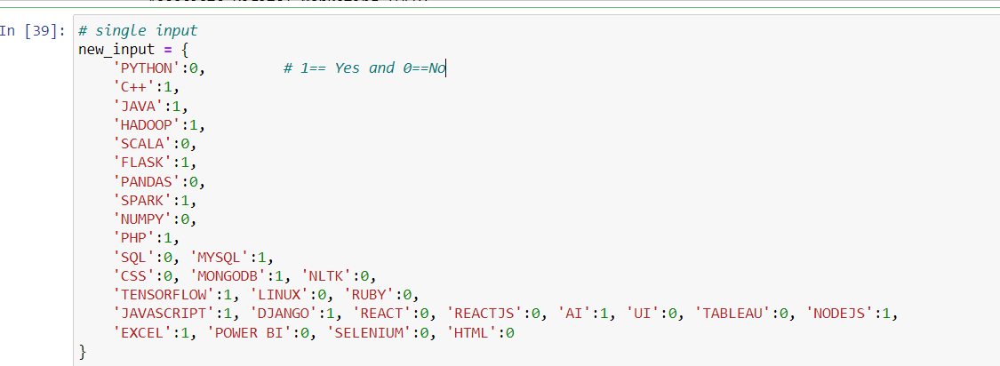 In [39]: # single input
new_input = {
'PYTHON':0, # 1== Yes and 0==No
'C++':1,
'JAVA':1,
'HADOOP':1,
'SCALA':0,
'FLASK':1,
'PANDAS':0,
'SPARK':1,
'NUMPY':0,
'PHP':1,
'SQL':0, 'MYSQL':1,
'CSS':0, 'MONGODB':1, 'NLTK':0,
'TENSORFLOW':1, 'LINUX':0, 'RUBY':0,
'JAVASCRIPT':1, 'DJANGO':1, 'REACT':0, 'REACTJS':0, 'AI':1, 'UI':0, 'TABLEAU':0, 'NODEJS':1,
'EXCEL':1, 'POWER BI':0, 'SELENIUM':0, 'HTML':0
}